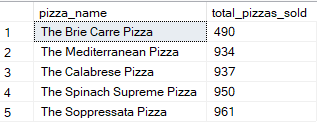 pizza_name total_pizzas_sold
1 The Brie Carre Pizza 490
2 The Mediterranean Pizza 934
3 The Calabrese Pizza 937
4 The Spinach Supreme Pizza 950
5 The Soppressata Pizza 961